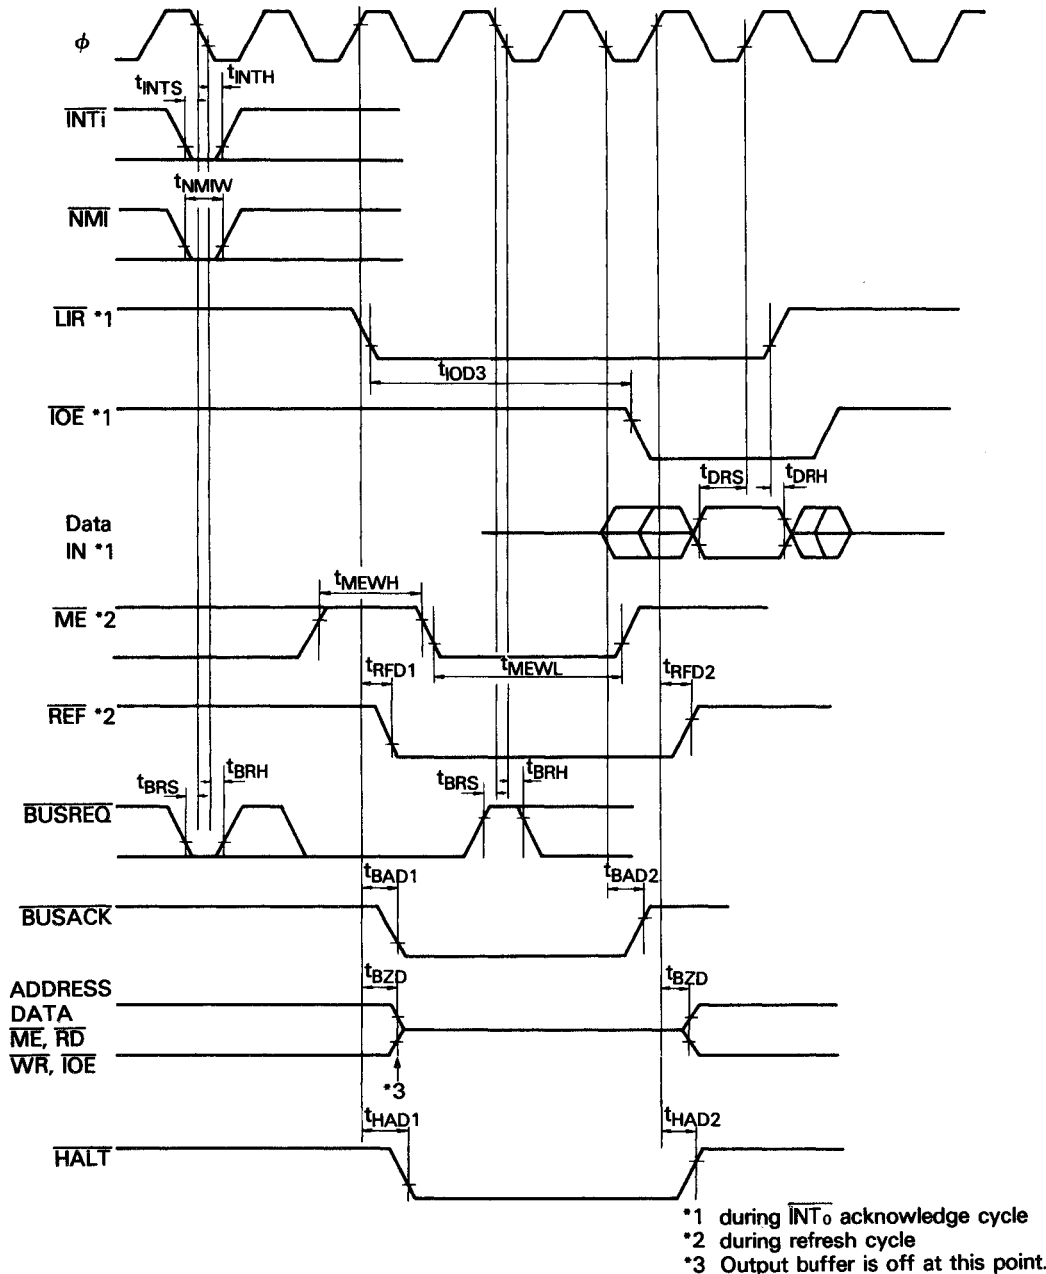 ϕ
tINTS
tINTH
INTi
tNMIW
NMI
LIR *1
tIOD3
IOE *1
tDRS
tDRH
Data
IN *1
tMEWH
ME *2
tMEWL
tRFD1
tRFD2
REF *2
tBRS
tBRH
tBRS
tBRH
BUSREQ
tBAD1
tBAD2
BUSACK
tBZD
tBZD
ADDRESS
DATA
ME, RD
WR, IOE
*3
tHAD1
tHAD2
HALT
*1 during INT0 acknowledge cycle
*2 during refresh cycle
*3 Output buffer is off at this point.